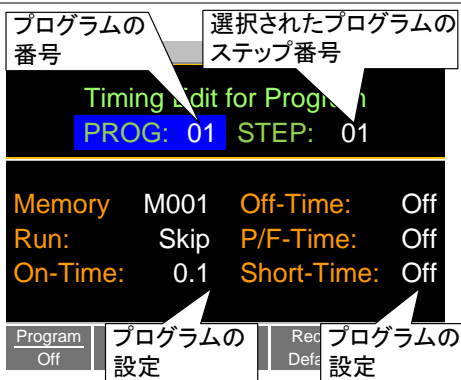 プログラムの
番号
選択されたプログラムの
ステップ番号
Timing Edit for Program
PROG: 01 STEP: 01
Memory M001 Off-Time: Off
Run: Skip P/F-Time: Off
On-Time: 0.1 Short-Time: Off
Program
Off
プログラムの
設定
プログラムの
設定